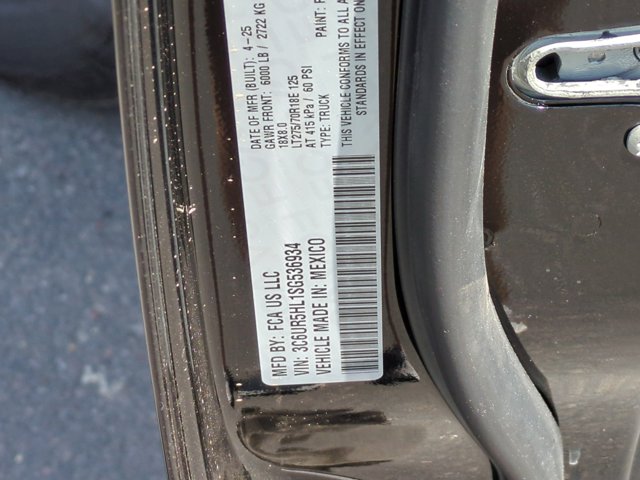 MFD BY: FCA US LLC
DATE OF MFR (BUILT): 4-25
GAWR FRONT: 6000 LB / 2722 KG
18X8.0
LT275/70R18E 125
AT 415 kPa / 60 PSI
TYPE: TRUCK
VIN: 3C6UR5HL1SG536934
VEHICLE MADE IN: MEXICO
PAINT:
THIS VEHICLE CONFORMS TO ALL
STANDARDS IN EFFECT ON